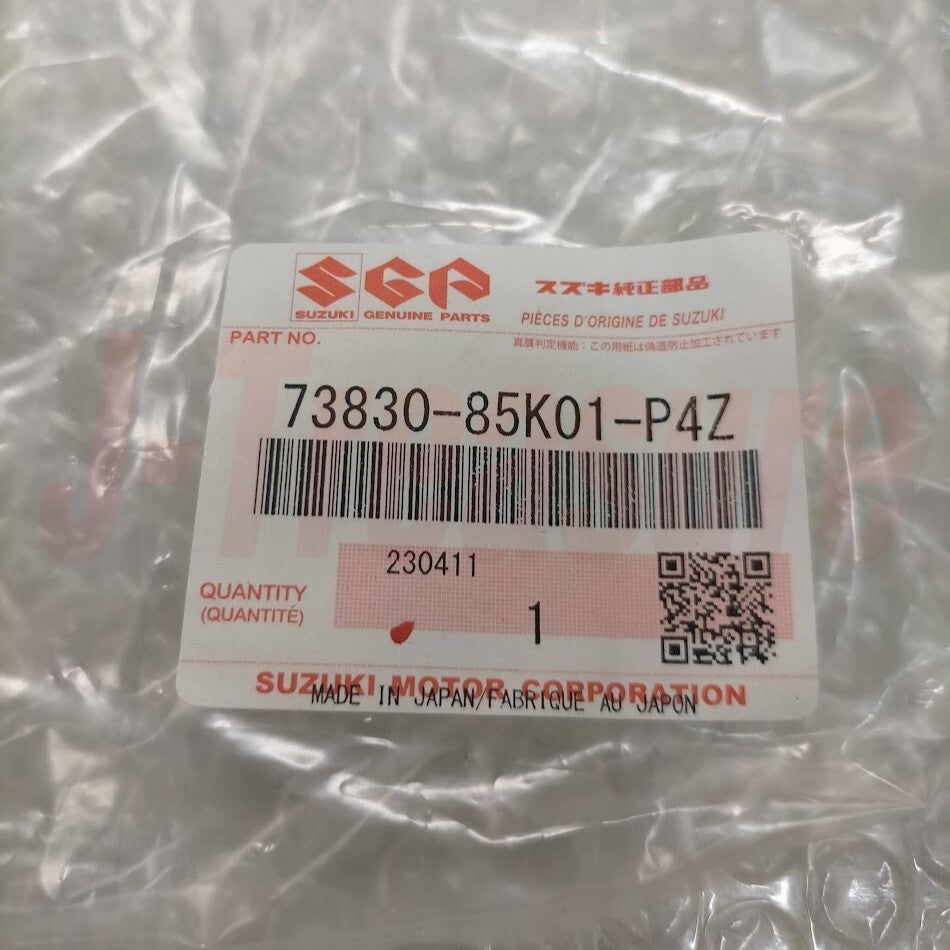 SGP
SUZUKI GENUINE PARTS
スズキ純正部品
PIÈCES D'ORIGINE DE SUZUKI
真贋判定機能：この用紙は偽造防止加工されています
PART NO.
73830-85K01-P4Z
230411
QUANTITY
(QUANTITÉ)
1
SUZUKI MOTOR CORPORATION
MADE IN JAPAN/FABRIQUE AU JAPON